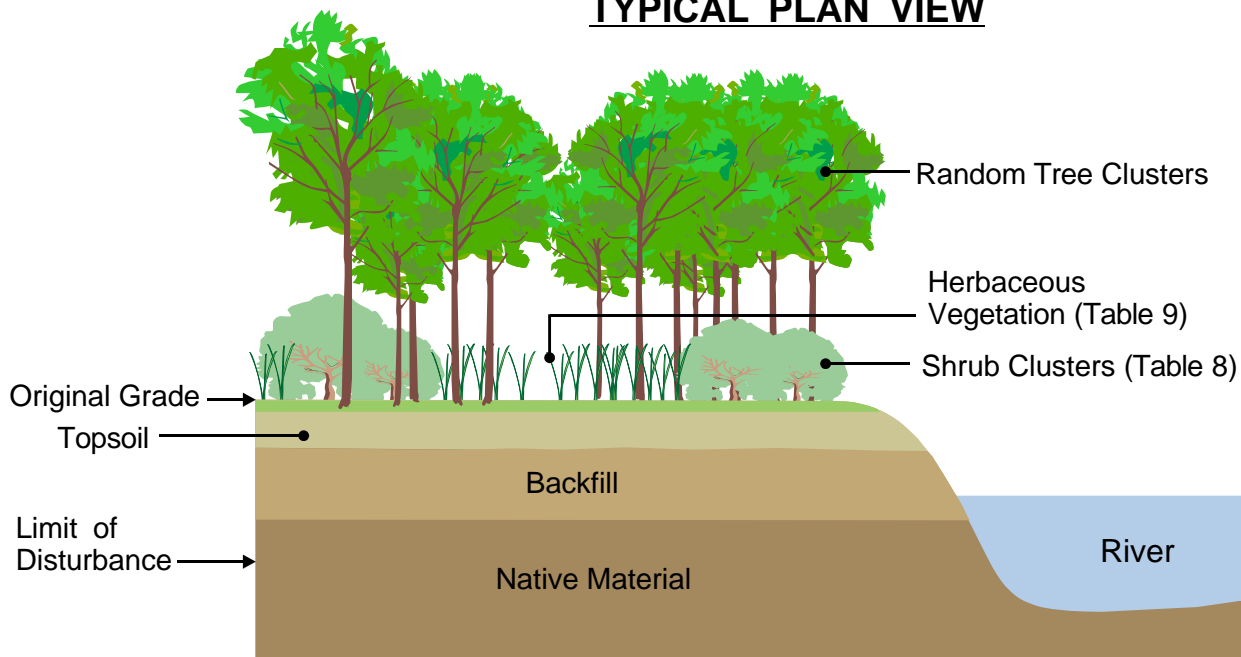 TYPICAL PLAN VIEW
Random Tree Clusters
Herbaceous
Vegetation (Table 9)
Shrub Clusters (Table 8)
Original Grade
Topsoil
Backfill
Limit of
Disturbance
River
Native Material